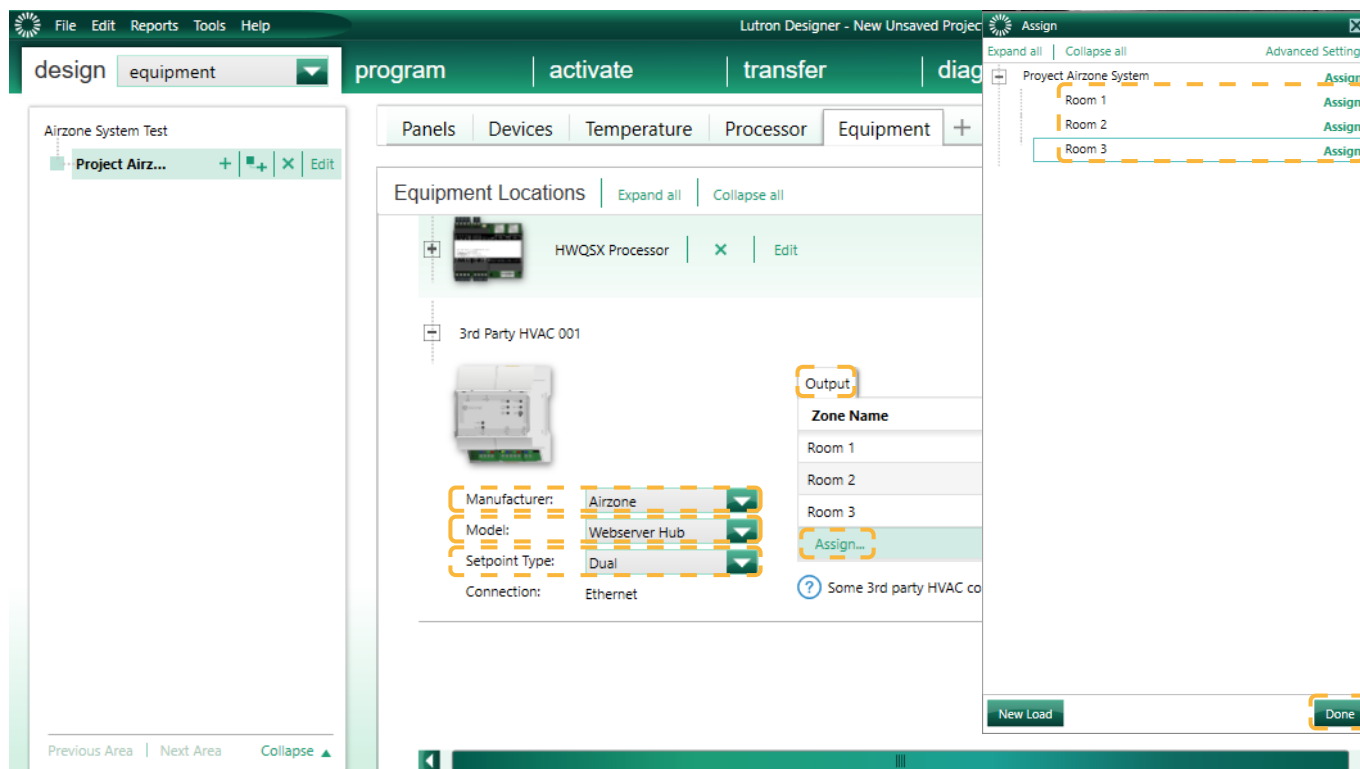 File Edit Reports Tools Help
Lutron Designer - New Unsaved Projec
design equipment program activate transfer diag
Airzone System Test
Project Airz... + + × Edit
Panels Devices Temperature Processor Equipment +
Equipment Locations Expand all Collapse all
HWQSX Processor × Edit
3rd Party HVAC 001
Output
Zone Name
Room 1
Room 2
Room 3
Assign...
Manufacturer: Airzone
Model: Webserver Hub
Setpoint Type: Dual
Connection: Ethernet
? Some 3rd party HVAC co
Previous Area Next Area Collapse
Assign
Expand all Collapse all Advanced Setting
Proyect Airzone System Assign
Room 1 Assign
Room 2 Assign
Room 3 Assign
New Load Done